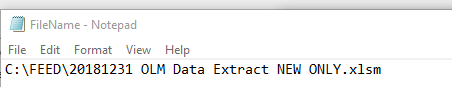 FileName - Notepad
File Edit Format View Help
C:\FEED\20181231 OLM Data Extract NEW ONLY.xlsm